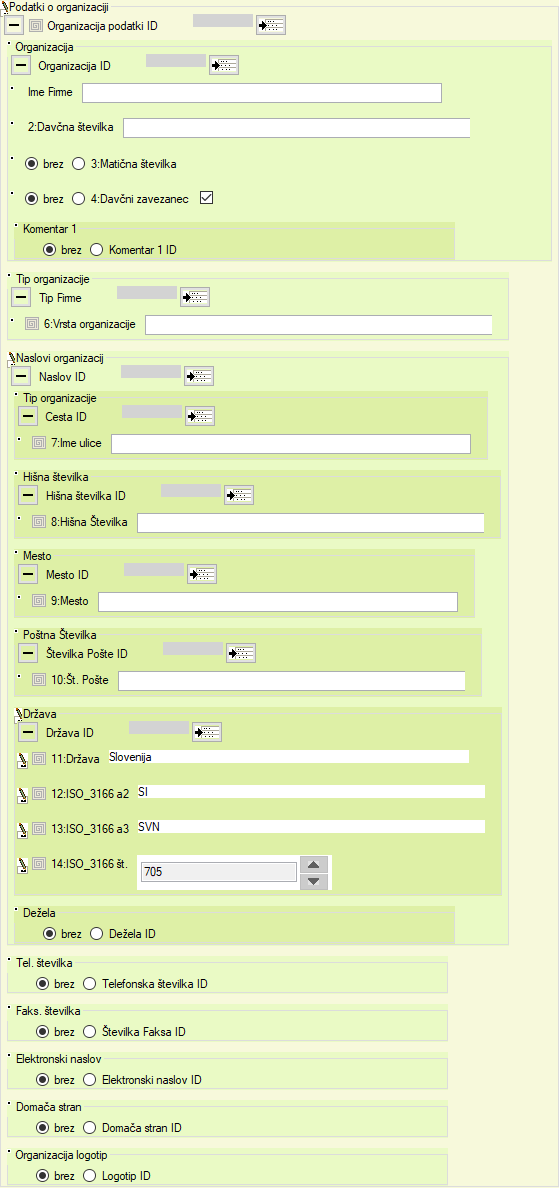 Podatki o organizaciji
Organizacija podatki ID
Organizacija
Organizacija ID
Ime Firme
2:Davčna številka
brez 3:Matična številka
brez 4:Davčni zavezanec
Komentar 1
brez Komentar 1 ID
Tip organizacije
Tip Firme
6:Vrsta organizacije
Naslovi organizacij
Naslov ID
Tip organizacije
Cesta ID
7:Ime ulice
Hišna številka
Hišna številka ID
8:Hišna Številka
Mesto
Mesto ID
9:Mesto
Poštna Številka
Številka Pošte ID
10:Št. Pošte
Država
Država ID
11:Država Slovenija
12:ISO_3166 a2 SI
13:ISO_3166 a3 SVN
14:ISO_3166 št. 705
Dežela
brez Dežela ID
Tel. številka
brez Telefonska številka ID
Faks. številka
brez Številka Faksa ID
Elektronski naslov
brez Elektronski naslov ID
Domača stran
brez Domača stran ID
Organizacija logotip
brez Logotip ID